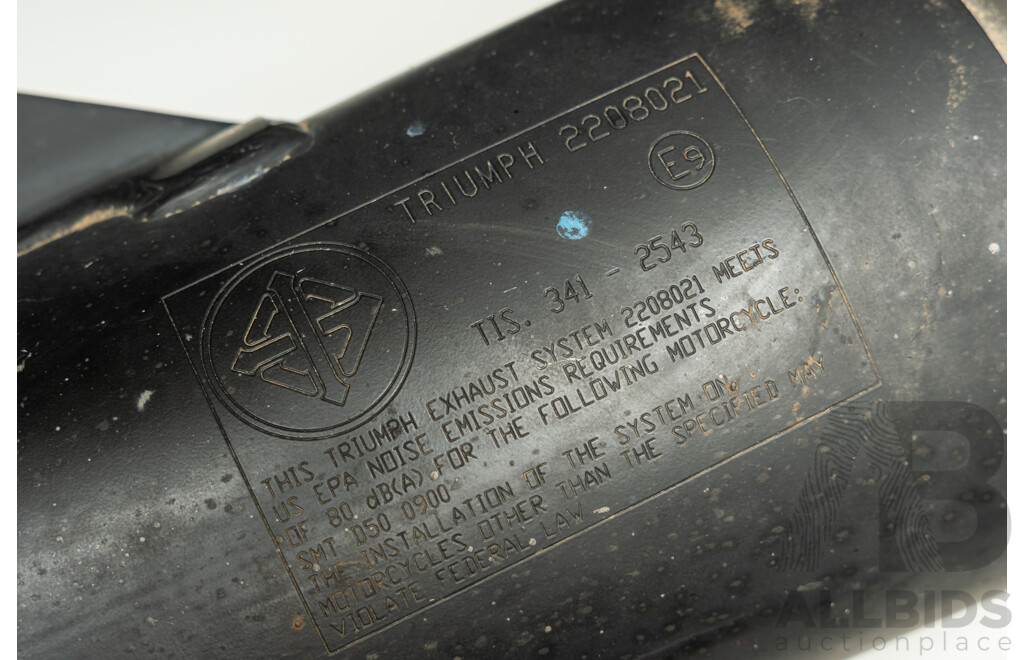 TRIUMPH 2208021
E9
TIS. 341 - 2543
THIS TRIUMPH EXHAUST SYSTEM 2208021 MEETS
US EPA NOISE EMISSIONS REQUIREMENTS
OF 80 dB(A) FOR THE FOLLOWING MOTORCYCLE:
SMT D50 0900
THE INSTALLATION OF THE SYSTEM ON
MOTORCYCLES OTHER THAN THE SPECIFIED MAY
VIOLATE FEDERAL LAW
AB
ALLBIDS
auctionplace